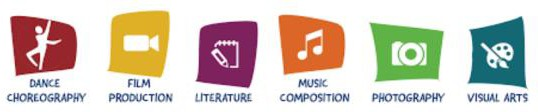 DANCE
CHOREOGRAPHY
FILM
PRODUCTION
LITERATURE
MUSIC
COMPOSITION
PHOTOGRAPHY
VISUAL ARTS